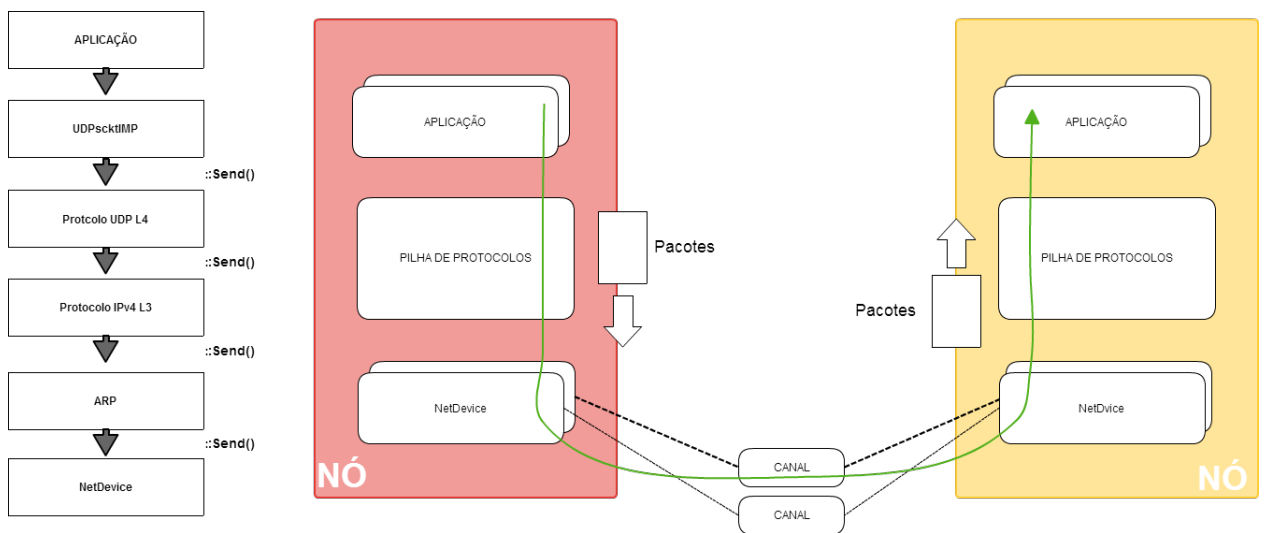 APLICAÇÃO
UDPscktIMP
::Send()
Protcolo UDP L4
::Send()
Protocolo IPv4 L3
::Send()
ARP
::Send()
NetDevice
APLICAÇÃO
PILHA DE PROTOCOLOS
Pacotes
NetDevice
NÓ
CANAL
CANAL
APLICAÇÃO
PILHA DE PROTOCOLOS
Pacotes
NetDvice
NÓ